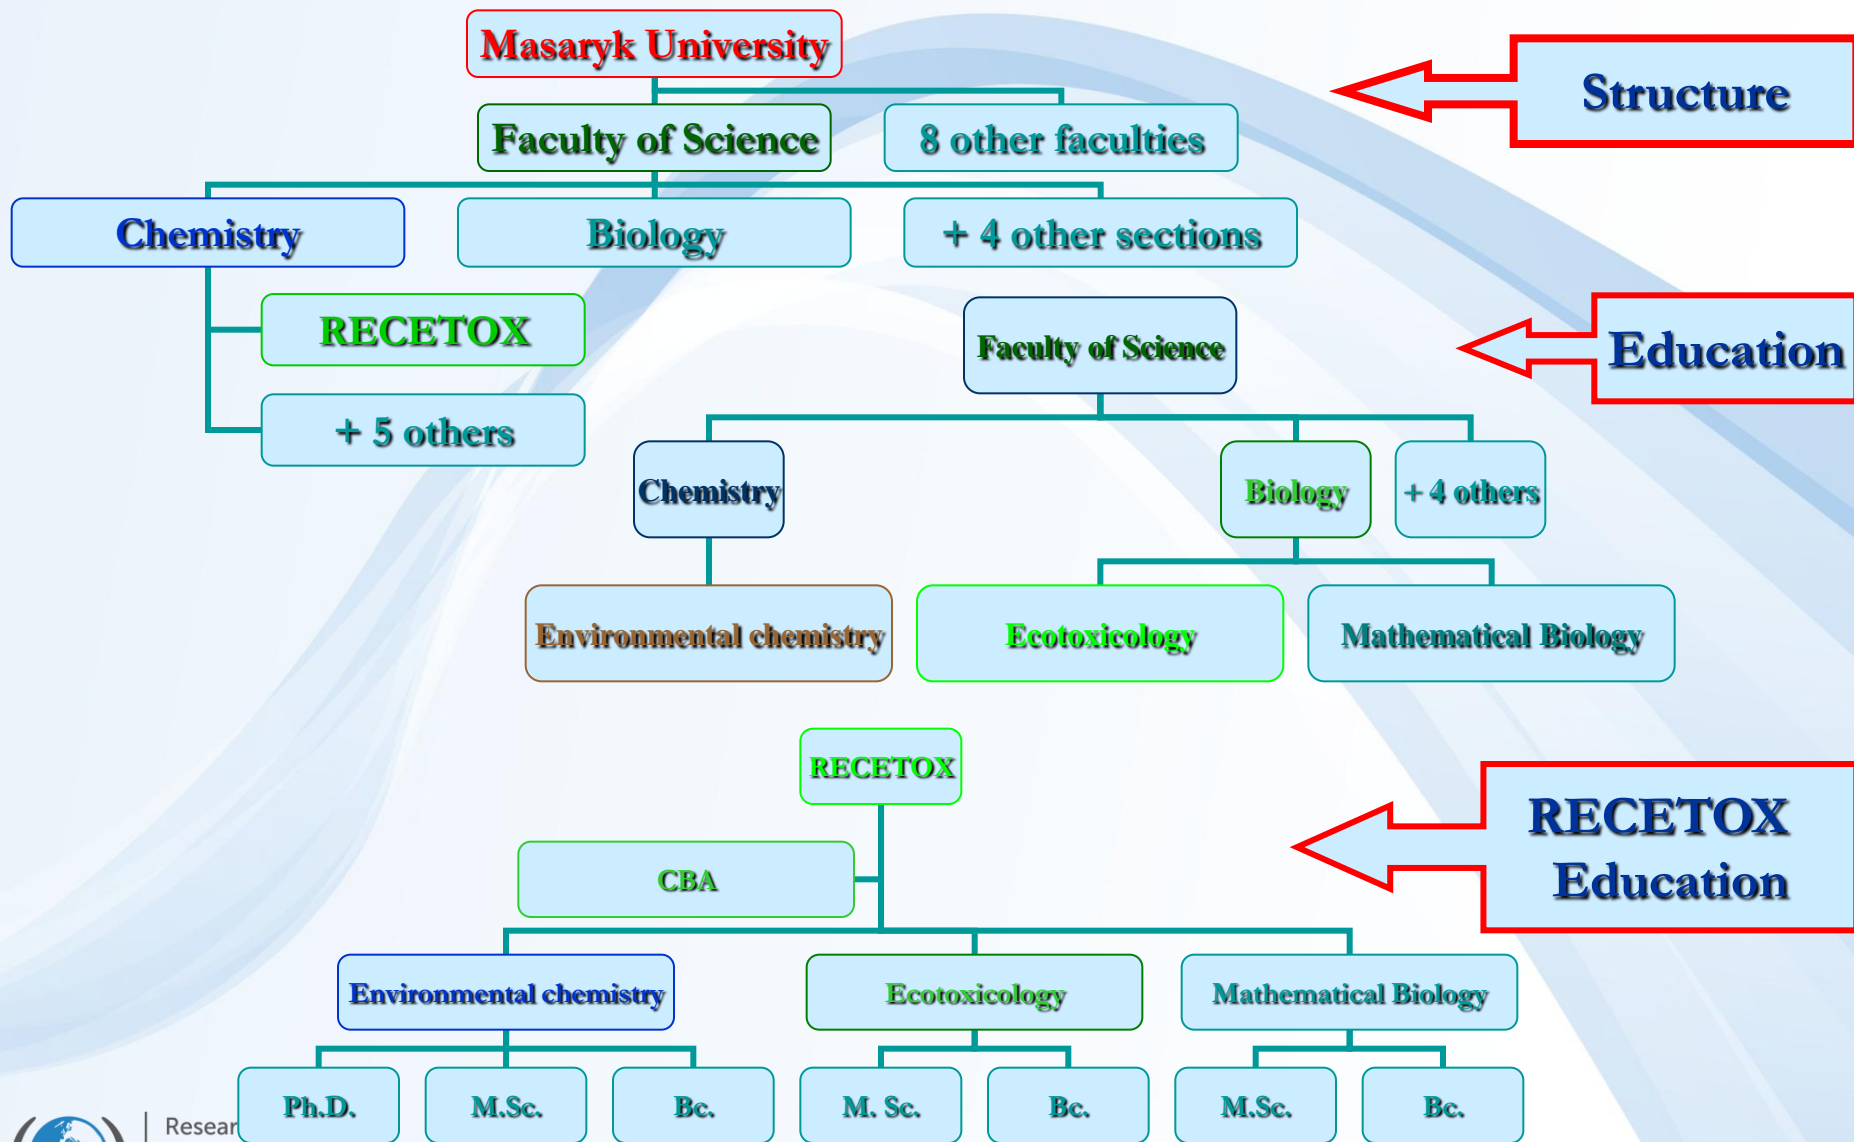 Masaryk University
Structure
Faculty of Science
8 other faculties
Chemistry
Biology
+ 4 other sections
RECETOX
+ 5 others
Education
Faculty of Science
Chemistry
Biology
+ 4 others
Environmental chemistry
Ecotoxicology
Mathematical Biology
RECETOX
Education
RECETOX
CBA
Environmental chemistry
Ecotoxicology
Mathematical Biology
Ph.D.
M.Sc.
Bc.
M. Sc.
Bc.
M.Sc.
Bc.